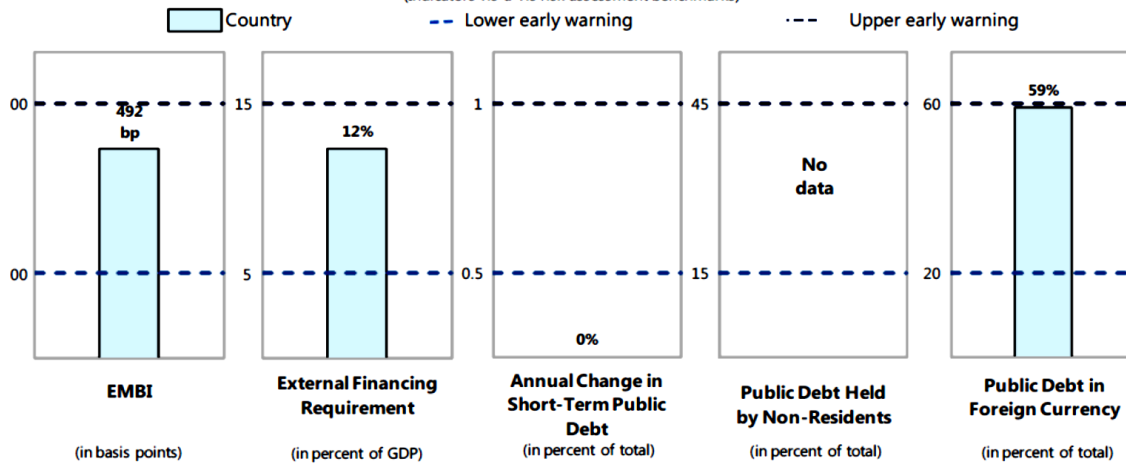 Country Lower early warning Upper early warning
00 15 1 45 60
492
bp
12%
59%
No
data
00 5 0.5 15 20
0%
EMBI
(in basis points)
External Financing
Requirement
(in percent of GDP)
Annual Change in
Short-Term Public
Debt
(in percent of total)
Public Debt Held
by Non-Residents
(in percent of total)
Public Debt in
Foreign Currency
(in percent of total)